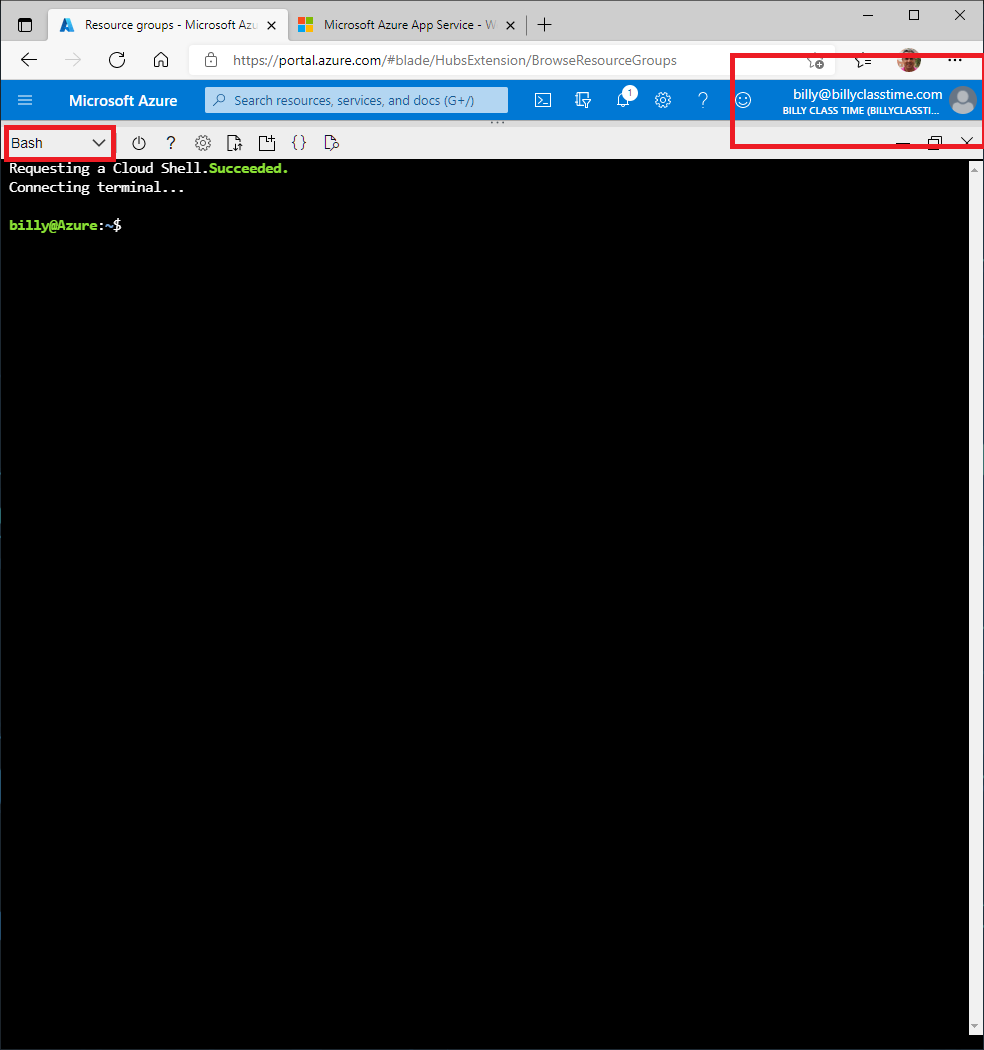 Resource groups - Microsoft Azu
Microsoft Azure App Service - W
https://portal.azure.com/#blade/HubsExtension/BrowseResourceGroups
Microsoft Azure
Search resources, services, and docs (G+/)
1
billy@billyclasstime.com
BILLY CLASS TIME (BILLYCLASSTI...
Bash
Requesting a Cloud Shell.Succeeded.
Connecting terminal...
billy@Azure:~$